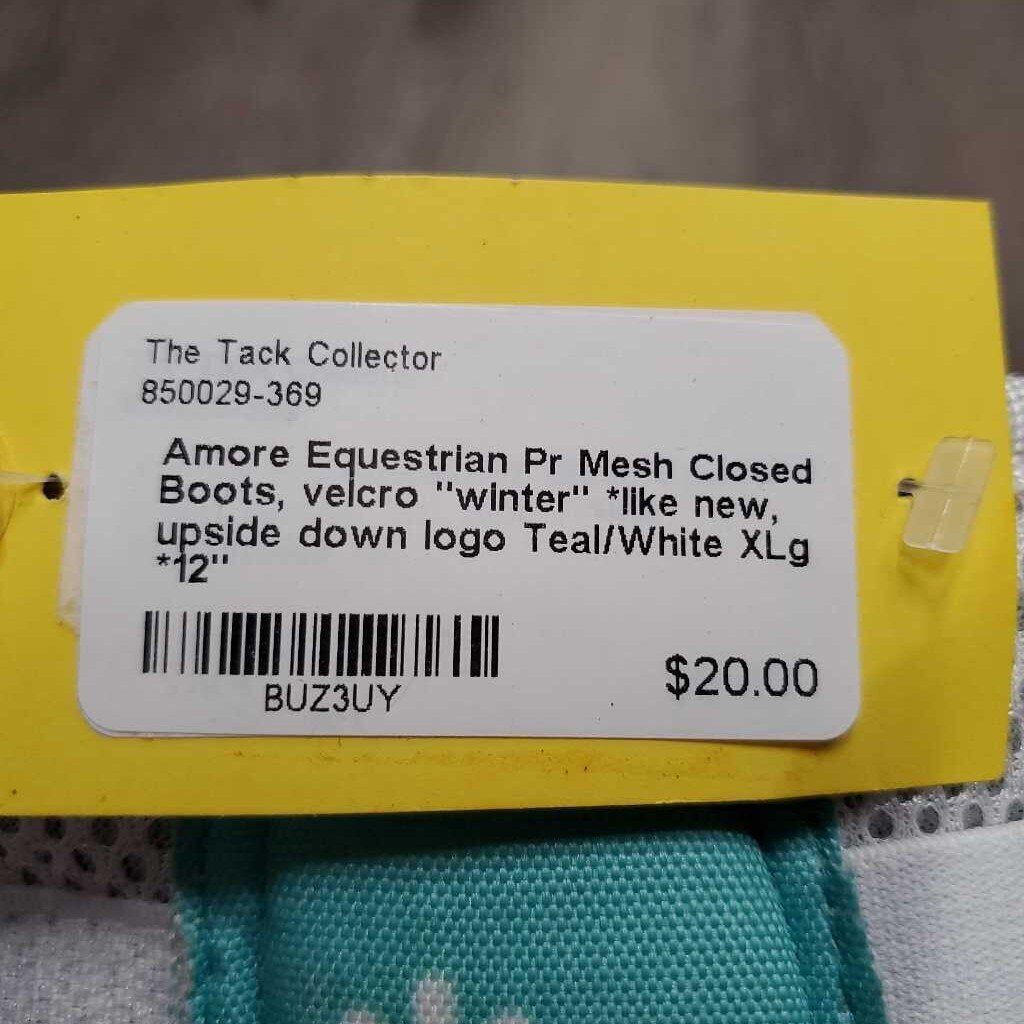 The Tack Collector
850029-369
Amore Equestrian Pr Mesh Closed
Boots, velcro "winter" *like new,
upside down logo Teal/White XLg
*12"
BUZ3UY
$20.00